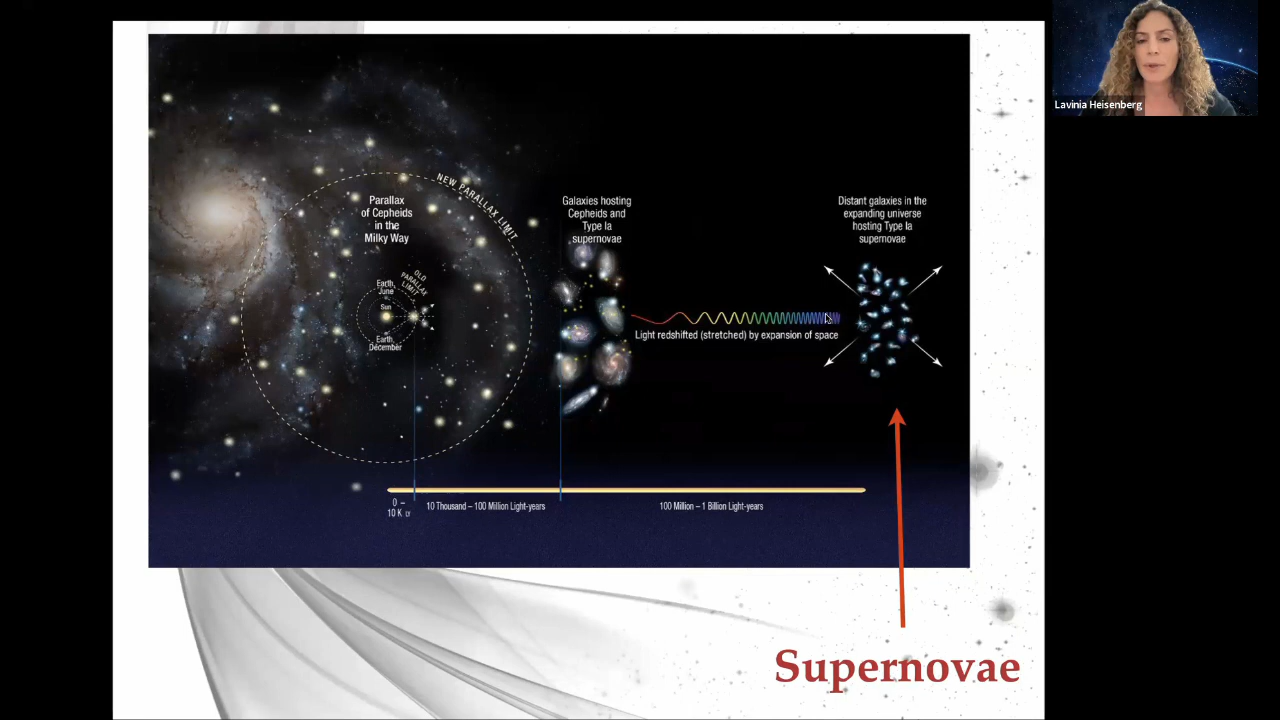 Lavinia Heisenberg
NEW PARALLAX LIMIT
Parallax
of Cepheids
in the
Milky Way
OLD
PARALLAX
LIMIT
Earth,
June
Sun
Earth,
December
Galaxies hosting
Cepheids and
Type Ia
supernovae
Light redshifted (stretched) by expansion of space
Distant galaxies in the
expanding universe
hosting Type Ia
supernovae
0 –
10 K LY
10 Thousand – 100 Million Light-years
100 Million – 1 Billion Light-years
Supernovae